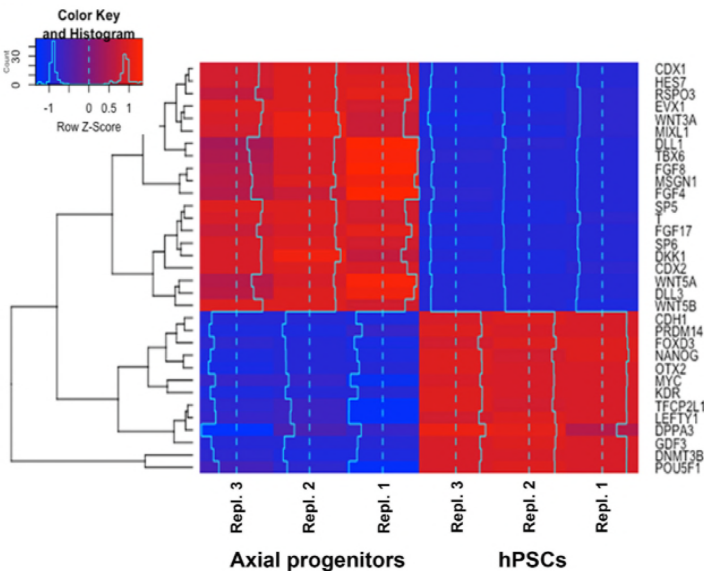 Color Key
and Histogram
Count
0
30
-1
0
0.5
1
Row Z-Score
CDX1
HES7
RSPO3
EVX1
WNT3A
MIXL1
DLL1
TBX6
FGF8
MSGN1
FGF4
SP5
T
FGF17
SP6
DKK1
CDX2
WNT5A
DLL3
WNT5B
CDH1
PRDM14
FOXD3
NANOG
OTX2
MYC
KDR
TFCP2L1
LEFTY1
DPPA3
GDF3
DNMT3B
POU5F1
Repl. 3
Repl. 2
Repl. 1
Repl. 3
Repl. 2
Repl. 1
Axial progenitors
hPSCs